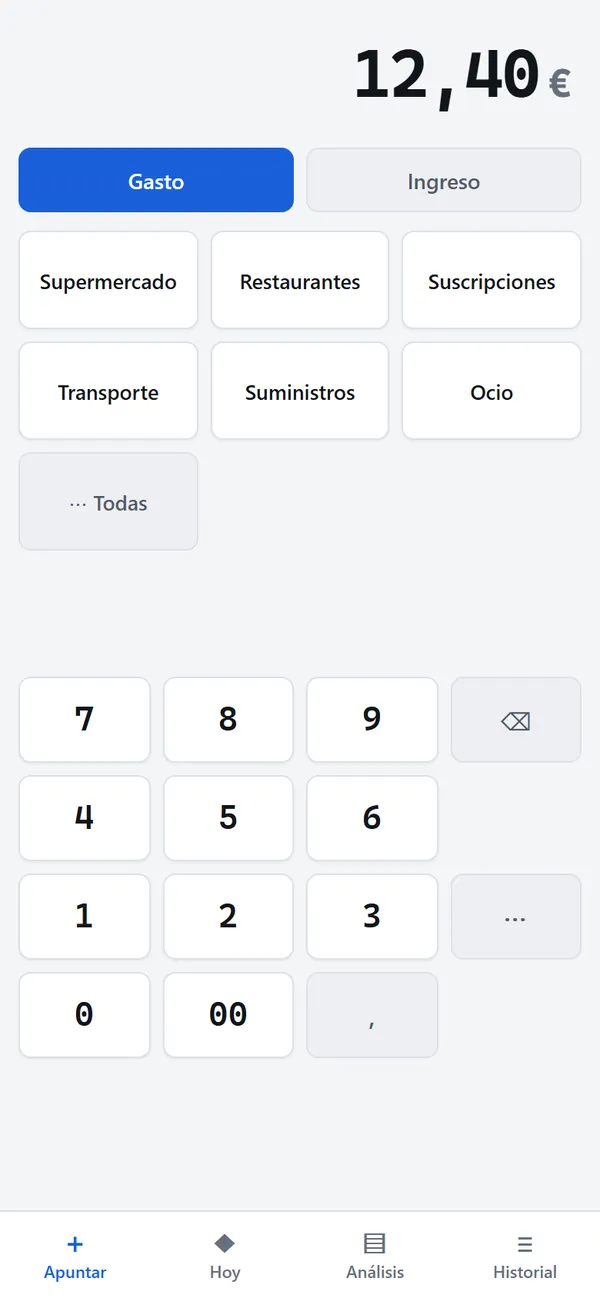 12,40 €
Gasto Ingreso
Supermercado Restaurantes Suscripciones
Transporte Suministros Ocio
··· Todas
7 8 9 ⌫
4 5 6
1 2 3 ···
0 00 ,
+ ◆ ▤ ☰
Apuntar Hoy Análisis Historial